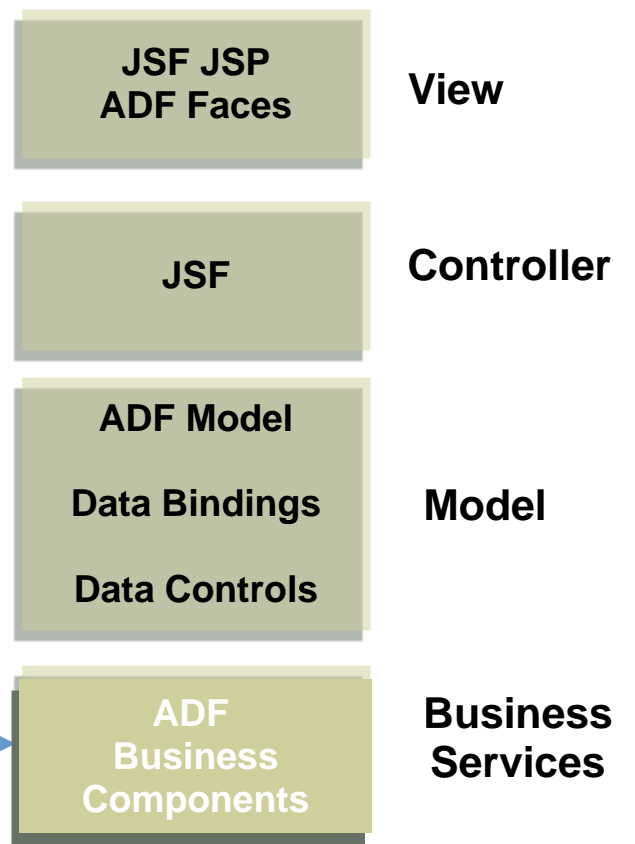 JSF JSP
ADF Faces
View
JSF
Controller
ADF Model
Data Bindings
Data Controls
Model
ADF
Business
Components
Business
Services